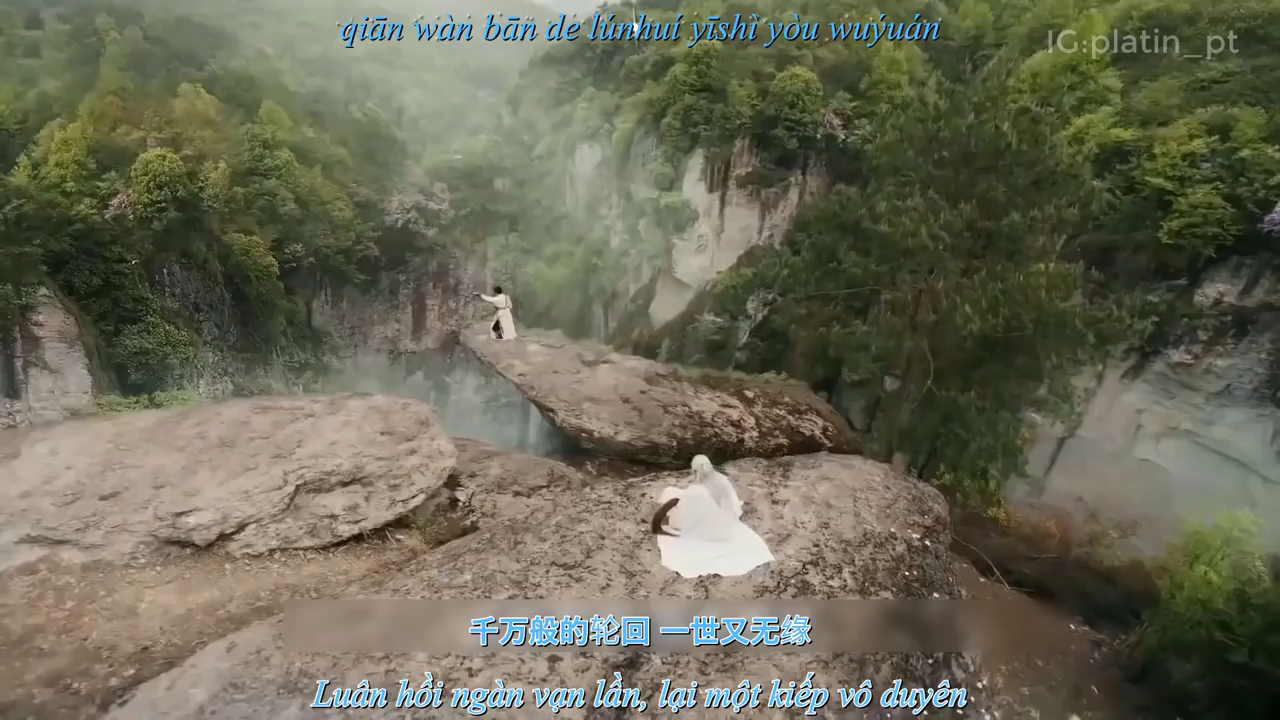 qiān wàn bān de lúnhuí yīshì yòu wúyuán
IG:platin_pt
千万般的轮回 一世又无缘
Luân hồi ngàn vạn lần, lại một kiếp vô duyên